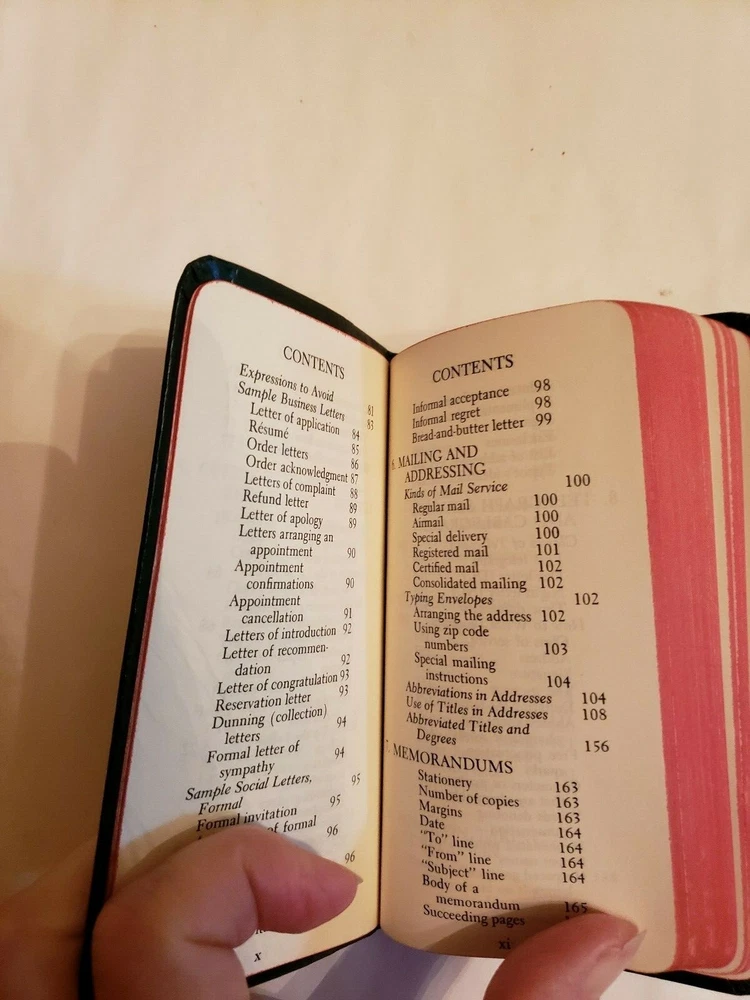 CONTENTS
Expressions to Avoid 81
Sample Business Letters 83
Letter of application 84
Résumé 85
Order letters 86
Order acknowledgment 87
Letters of complaint 88
Refund letter 89
Letter of apology 89
Letters arranging an
appointment 90
Appointment
confirmations 90
Appointment
cancellation 91
Letters of introduction 92
Letter of recommen-
dation 92
Letter of congratulation 93
Reservation letter 93
Dunning (collection)
letters 94
Formal letter of
sympathy 94
Sample Social Letters,
Formal 95
Formal invitation 95
of formal
96
96
x
CONTENTS
Informal acceptance 98
Informal regret 98
Bread-and-butter letter 99
6. MAILING AND
ADDRESSING
Kinds of Mail Service 100
Regular mail 100
Airmail 100
Special delivery 100
Registered mail 101
Certified mail 102
Consolidated mailing 102
Typing Envelopes 102
Arranging the address 102
Using zip code
numbers 103
Special mailing
instructions 104
Abbreviations in Addresses 104
Use of Titles in Addresses 108
Abbreviated Titles and
Degrees 156
7. MEMORANDUMS
Stationery 163
Number of copies 163
Margins 163
Date 164
"To" line 164
"From" line 164
"Subject" line 164
Body of a
memorandum 165
Succeeding pages
xi